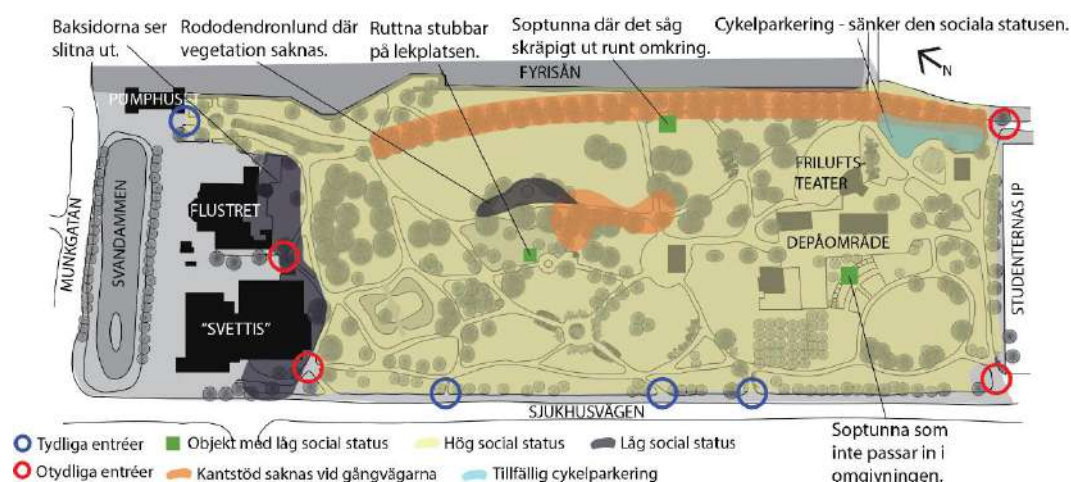 Baksidorna ser
slitna ut.
Rododendronlund där
vegetation saknas.
Ruttna stubbar
på lekplatsen.
Soptunna där det såg
skräpigt ut runt omkring.
Cykelparkering - sänker den sociala statusen.
N
FYRISÅN
PUMPHUSET
MUNKGATAN
SVANDAMMEN
FLUSTRET
"SVETTIS"
FRILUFTS-
TEATER
DEPÅOMRÅDE
STUDENTERNAS IP
SJUKHUSVÄGEN
Soptunna som
inte passar in i
omgivningen.
Tydliga entréer
Objekt med låg social status
Hög social status
Låg social status
Otydliga entréer
Kantstöd saknas vid gångvägarna
Tillfällig cykelparkering